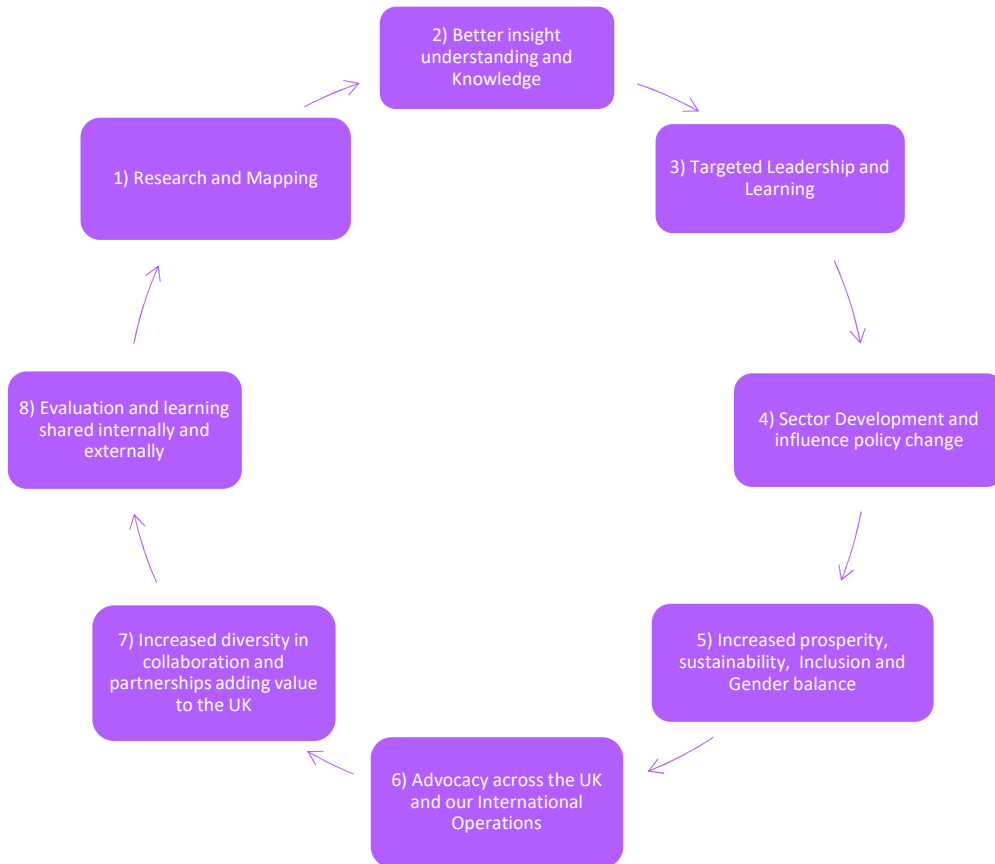 1) Research and Mapping
2) Better insight
understanding and
Knowledge
3) Targeted Leadership and
Learning
4) Sector Development and
influence policy change
5) Increased prosperity,
sustainability,  Inclusion and
Gender balance
6) Advocacy across the UK
and our International
Operations
7) Increased diversity in
collaboration and
partnerships adding value
to the UK
8) Evaluation and learning
shared internally and
externally